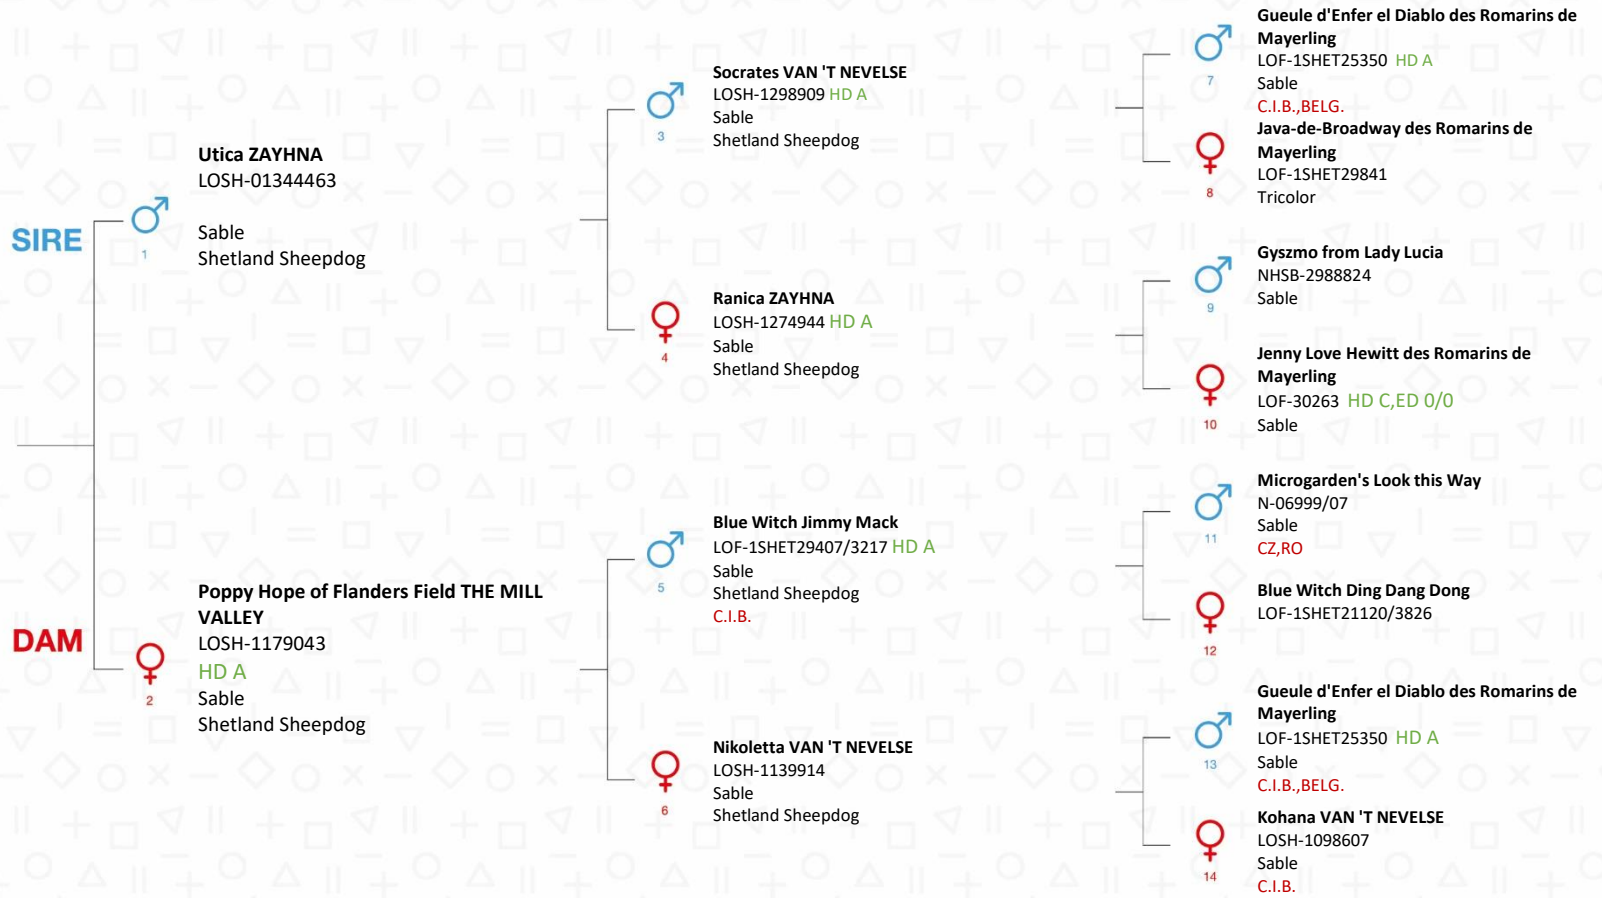 SIRE
1
Utica ZAYHNA
LOSH-01344463
Sable
Shetland Sheepdog
DAM
2
Poppy Hope of Flanders Field THE MILL
VALLEY
LOSH-1179043
HD A
Sable
Shetland Sheepdog
3
Socrates VAN 'T NEVELSE
LOSH-1298909 HD A
Sable
Shetland Sheepdog
4
Ranica ZAYHNA
LOSH-1274944 HD A
Sable
Shetland Sheepdog
5
Blue Witch Jimmy Mack
LOF-1SHET29407/3217 HD A
Sable
Shetland Sheepdog
C.I.B.
6
Nikoletta VAN 'T NEVELSE
LOSH-1139914
Sable
Shetland Sheepdog
7
Gueule d'Enfer el Diablo des Romarins de
Mayerling
LOF-1SHET25350 HD A
Sable
C.I.B.,BELG.
8
Java-de-Broadway des Romarins de
Mayerling
LOF-1SHET29841
Tricolor
9
Gyszmo from Lady Lucia
NHSB-2988824
Sable
10
Jenny Love Hewitt des Romarins de
Mayerling
LOF-30263 HD C,ED 0/0
Sable
11
Microgarden's Look this Way
N-06999/07
Sable
CZ,RO
12
Blue Witch Ding Dang Dong
LOF-1SHET21120/3826
13
Gueule d'Enfer el Diablo des Romarins de
Mayerling
LOF-1SHET25350 HD A
Sable
C.I.B.,BELG.
14
Kohana VAN 'T NEVELSE
LOSH-1098607
Sable
C.I.B.